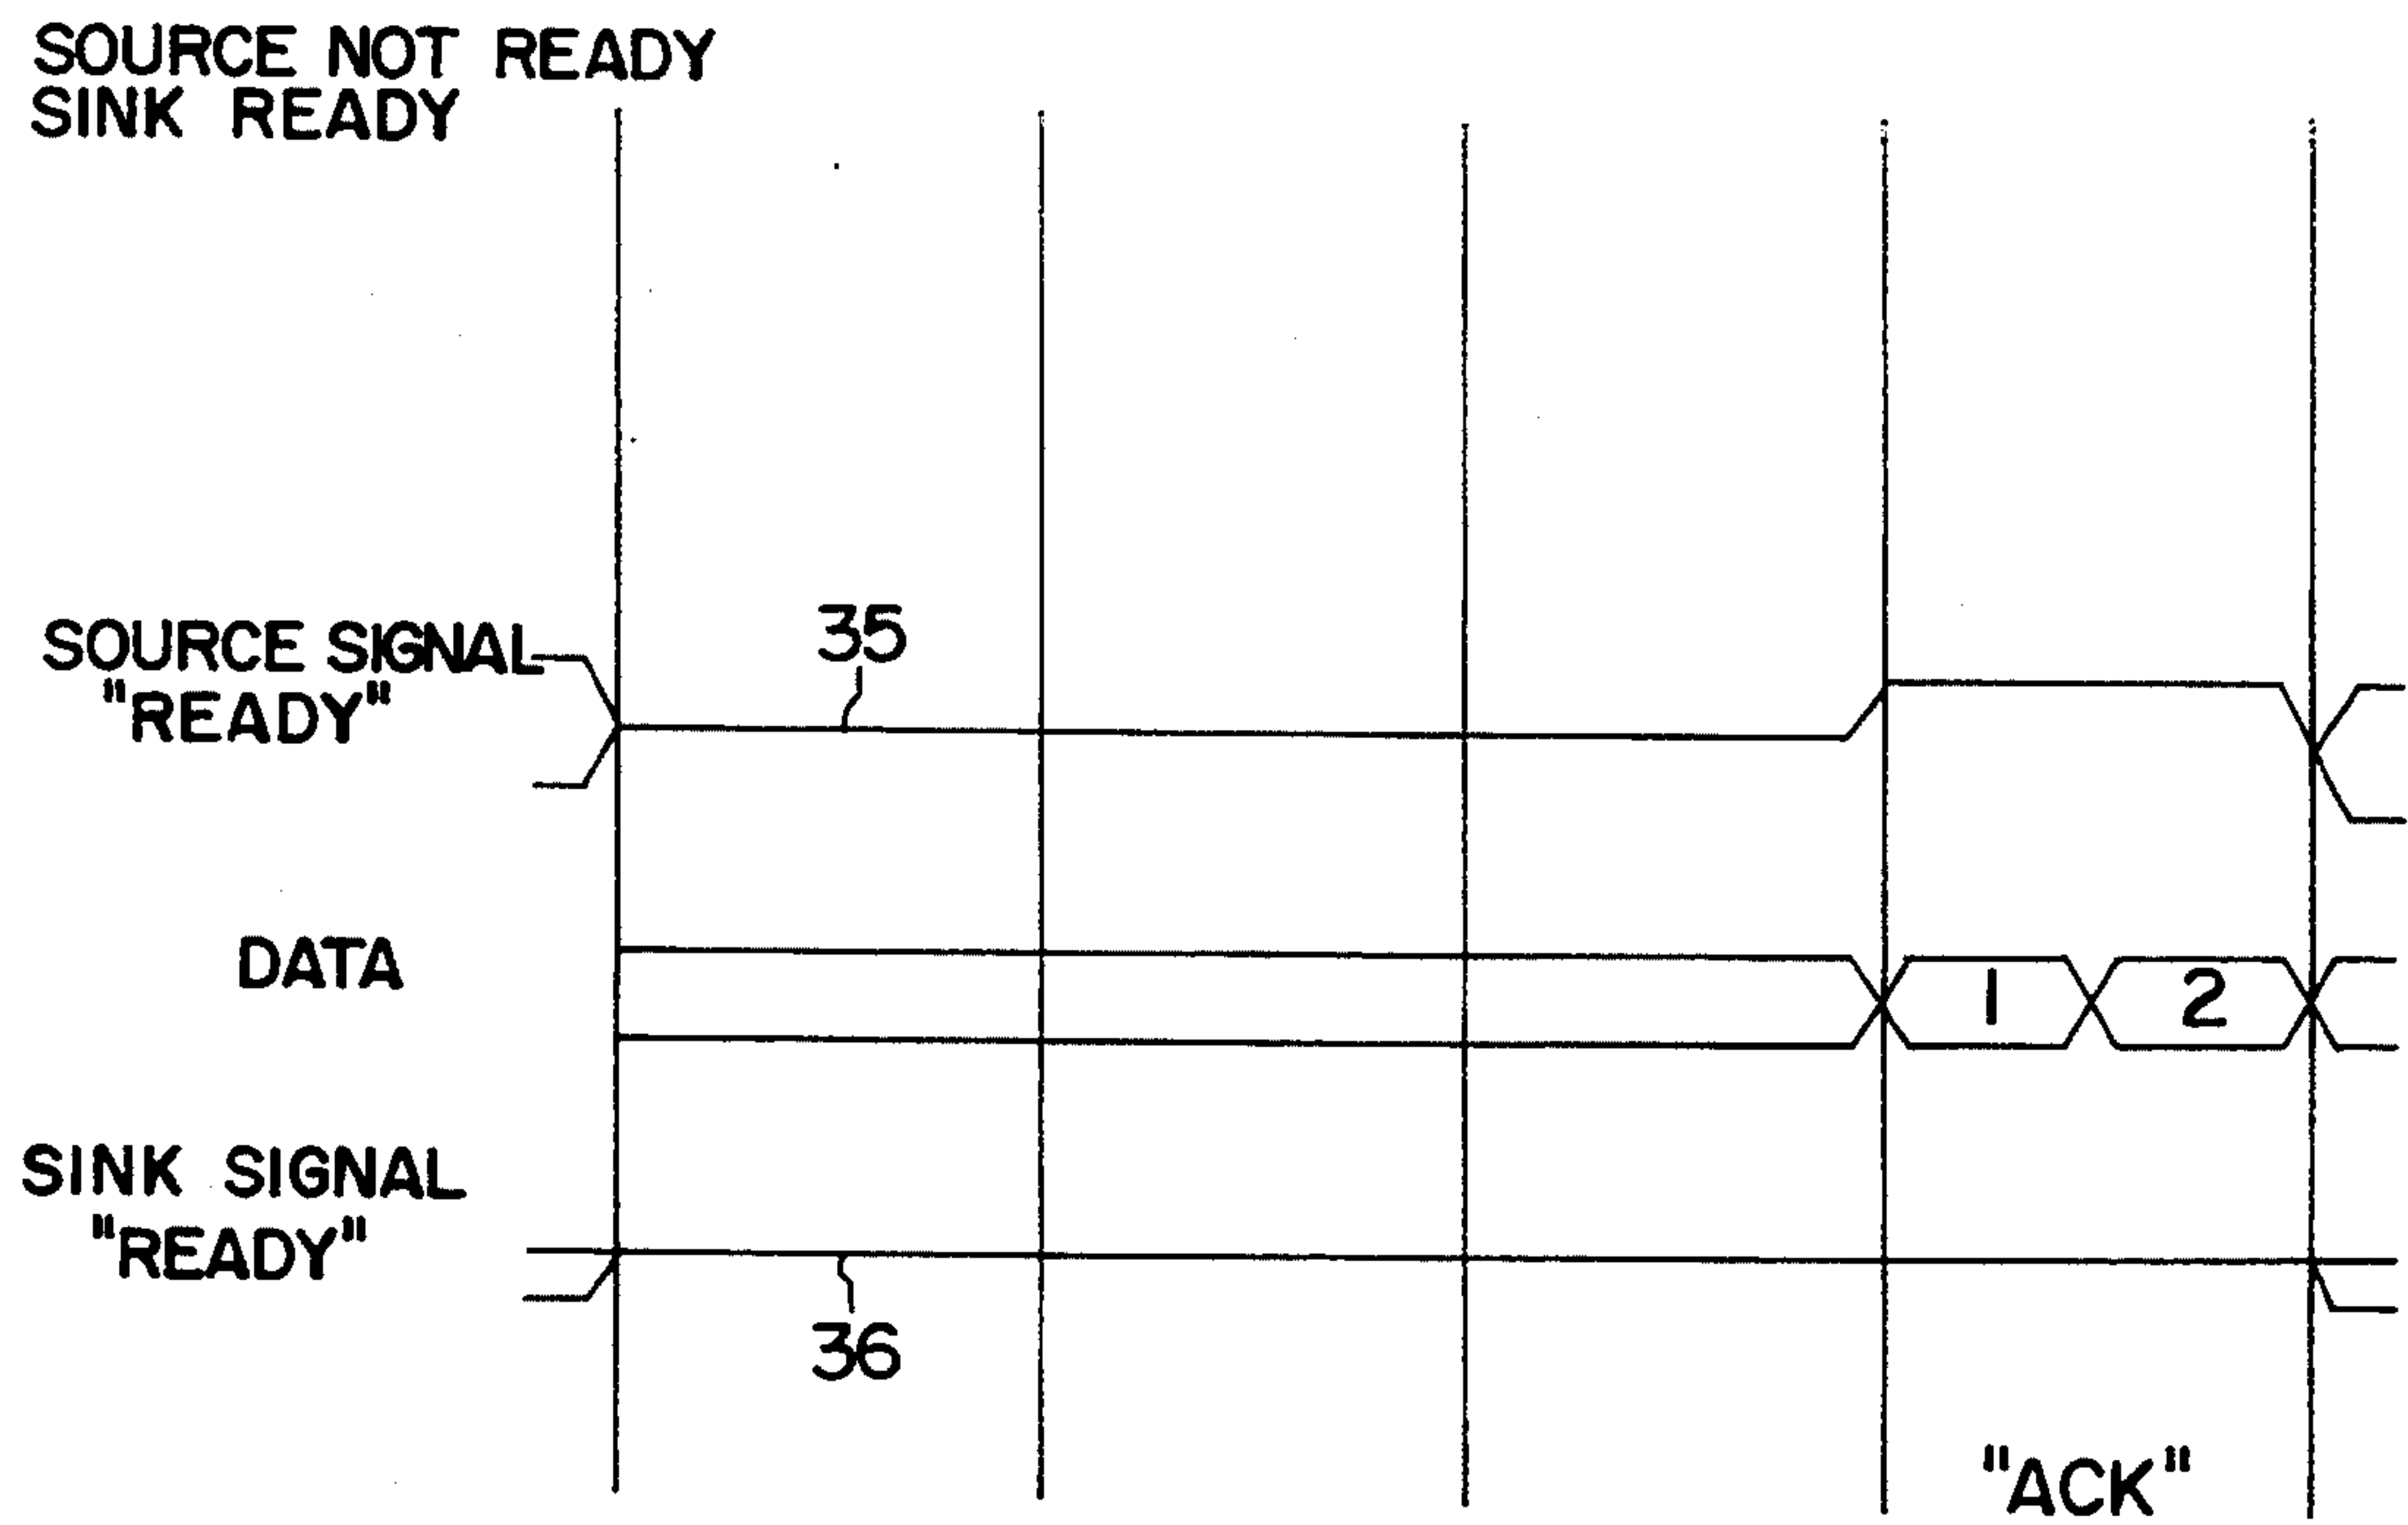 SOURCE NOT READY
SINK READY
35
SOURCE SIGNAL
"READY"
DATA
1
2
SINK SIGNAL
"READY"
36
"ACK"